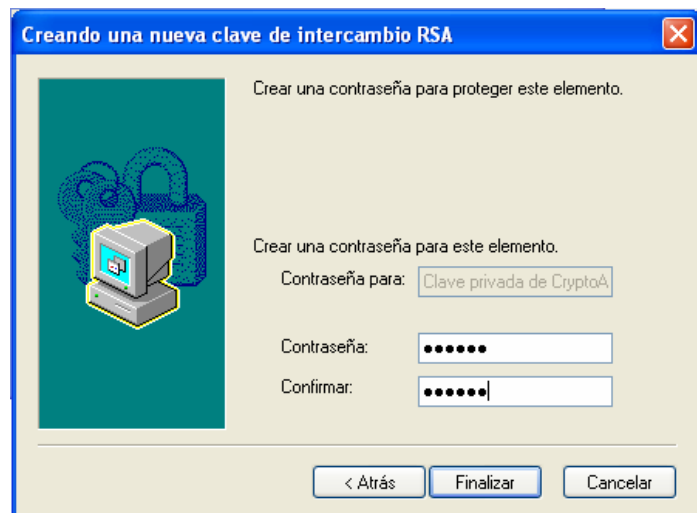 Creando una nueva clave de intercambio RSA
Crear una contraseña para proteger este elemento.
Crear una contraseña para este elemento.
Contraseña para: Clave privada de CryptoA
Contraseña: ●●●●●●
Confirmar: ●●●●●●
< Atrás Finalizar Cancelar